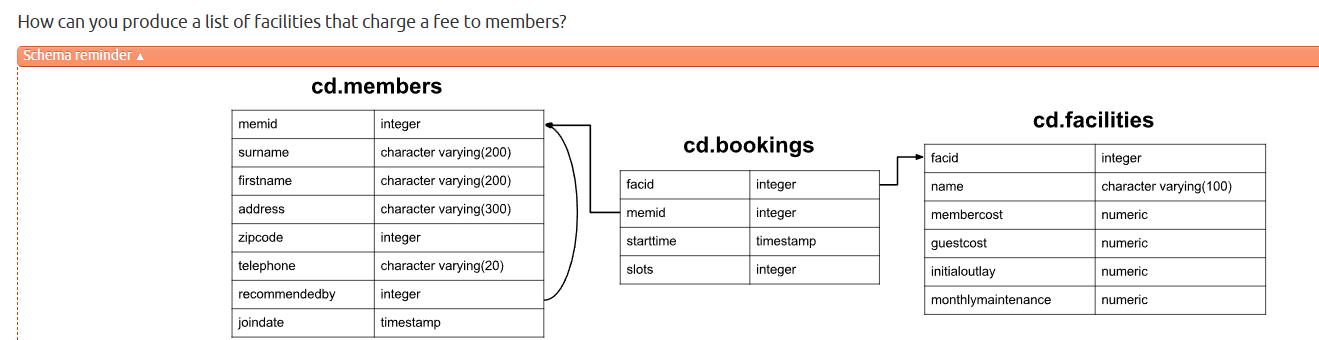 How can you produce a list of facilities that charge a fee to members?
Schema reminder ▲
cd.members
memid integer
surname character varying(200)
firstname character varying(200)
address character varying(300)
zipcode integer
telephone character varying(20)
recommendedby integer
joindate timestamp
cd.bookings
facid integer
memid integer
starttime timestamp
slots integer
cd.facilities
facid integer
name character varying(100)
membercost numeric
guestcost numeric
initialoutlay numeric
monthlymaintenance numeric